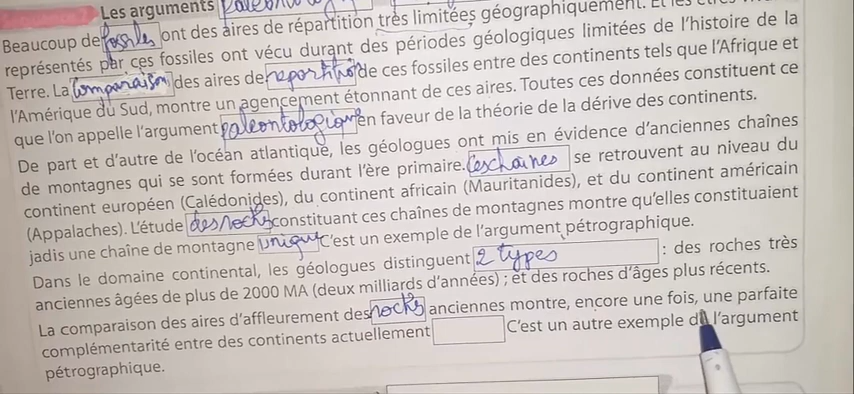 Les arguments paleonto
Beaucoup de fossiles ont des aires de répartition très limitées géographiquement. Et les êtres
représentés par ces fossiles ont vécu durant des périodes géologiques limitées de l'histoire de la
Terre. La comparaison des aires de de ces fossiles entre des continents tels que l'Afrique et
l'Amérique du Sud, montre un agencement étonnant de ces aires. Toutes ces données constituent ce
que l'on appelle l'argument paleontologique en faveur de la théorie de la dérive des continents.
De part et d'autre de l'océan atlantique, les géologues ont mis en évidence d'anciennes chaînes
de montagnes qui se sont formées durant l'ère primaire. Ces chaines se retrouvent au niveau du
continent européen (Calédonides), du continent africain (Mauritanides), et du continent américain
(Appalaches). L'étude des rochs constituant ces chaînes de montagnes montre qu'elles constituaient
jadis une chaîne de montagne unique C'est un exemple de l'argument pétrographique.
Dans le domaine continental, les géologues distinguent 2 types : des roches très
anciennes âgées de plus de 2000 MA (deux milliards d'années) ; et des roches d'âges plus récents.
La comparaison des aires d'affleurement des rochs anciennes montre, encore une fois, une parfaite
complémentarité entre des continents actuellement C'est un autre exemple de l'argument
pétrographique.